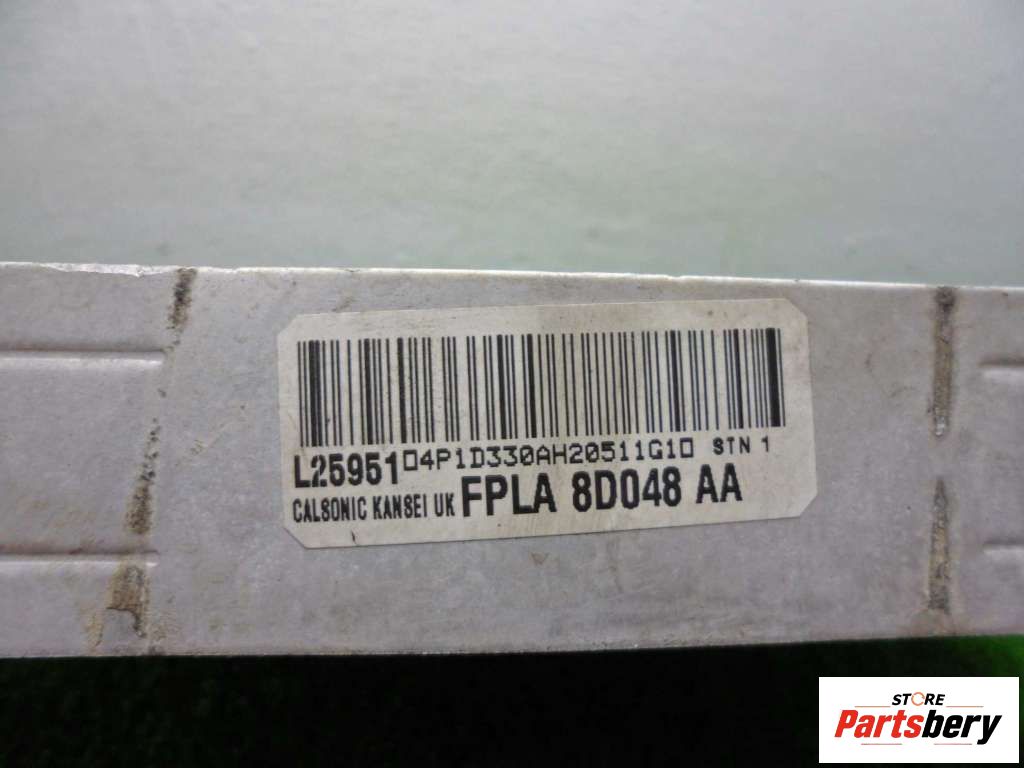 L25951 04P1D330AH20511G10 STN 1
CALSONIC KANSEI UK FPLA 8D048 AA
STORE
Partsbery